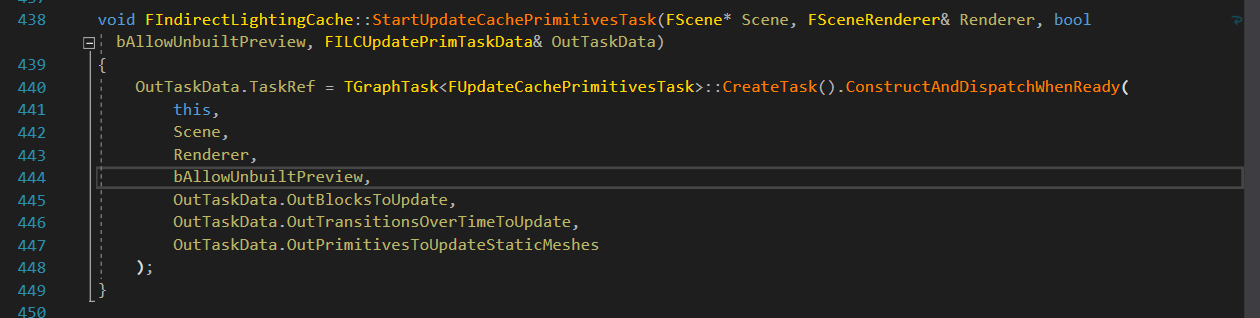 437
438 void FIndirectLightingCache::StartUpdateCachePrimitivesTask(FScene* Scene, FSceneRenderer& Renderer, bool
bAllowUnbuiltPreview, FILCUpdatePrimTaskData& OutTaskData)
439 {
440 OutTaskData.TaskRef = TGraphTask<FUpdateCachePrimitivesTask>::CreateTask().ConstructAndDispatchWhenReady(
441 this,
442 Scene,
443 Renderer,
444 bAllowUnbuiltPreview,
445 OutTaskData.OutBlocksToUpdate,
446 OutTaskData.OutTransitionsOverTimeToUpdate,
447 OutTaskData.OutPrimitivesToUpdateStaticMeshes
448 );
449 }
450